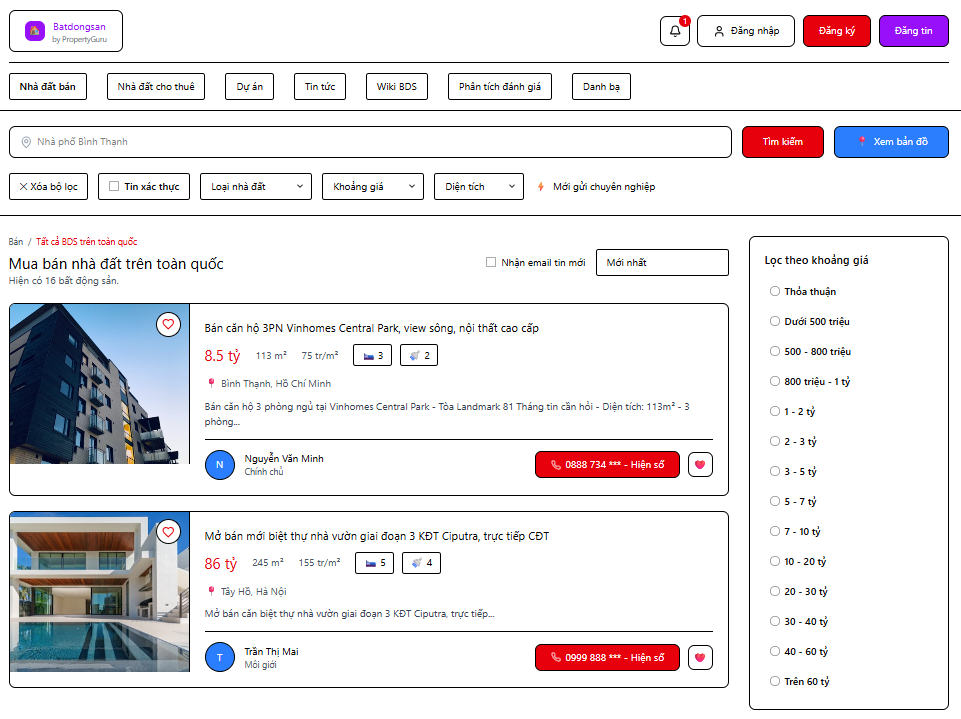 Batdongsan
by PropertyGuru
1
Đăng nhập
Đăng ký
Đăng tin
Nhà đất bán
Nhà đất cho thuê
Dự án
Tin tức
Wiki BDS
Phân tích đánh giá
Danh bạ
Nhà phố Bình Thạnh
Tìm kiếm
Xem bản đồ
Xóa bộ lọc
Tin xác thực
Loại nhà đất
Khoảng giá
Diện tích
Mới gửi chuyên nghiệp
Bán / Tất cả BDS trên toàn quốc
Mua bán nhà đất trên toàn quốc
Hiện có 16 bất động sản.
Nhận email tin mới
Mới nhất
Bán căn hộ 3PN Vinhomes Central Park, view sông, nội thất cao cấp
8.5 tỷ 113 m² 75 tr/m² 3 2
Bình Thạnh, Hồ Chí Minh
Bán căn hộ 3 phòng ngủ tại Vinhomes Central Park - Tòa Landmark 81 Tháng tin cần hỏi - Diện tích: 113m² - 3
phòng...
N
Nguyễn Văn Minh
Chính chủ
0888 734 *** - Hiện số
Mở bán mới biệt thự nhà vườn giai đoạn 3 KĐT Ciputra, trực tiếp CĐT
86 tỷ 245 m² 155 tr/m² 5 4
Tây Hồ, Hà Nội
Mở bán căn biệt thự nhà vườn giai đoạn 3 KĐT Ciputra, trực tiếp...
T
Trần Thị Mai
Môi giới
0999 888 *** - Hiện số
Lọc theo khoảng giá
Thỏa thuận
Dưới 500 triệu
500 - 800 triệu
800 triệu - 1 tỷ
1 - 2 tỷ
2 - 3 tỷ
3 - 5 tỷ
5 - 7 tỷ
7 - 10 tỷ
10 - 20 tỷ
20 - 30 tỷ
30 - 40 tỷ
40 - 60 tỷ
Trên 60 tỷ